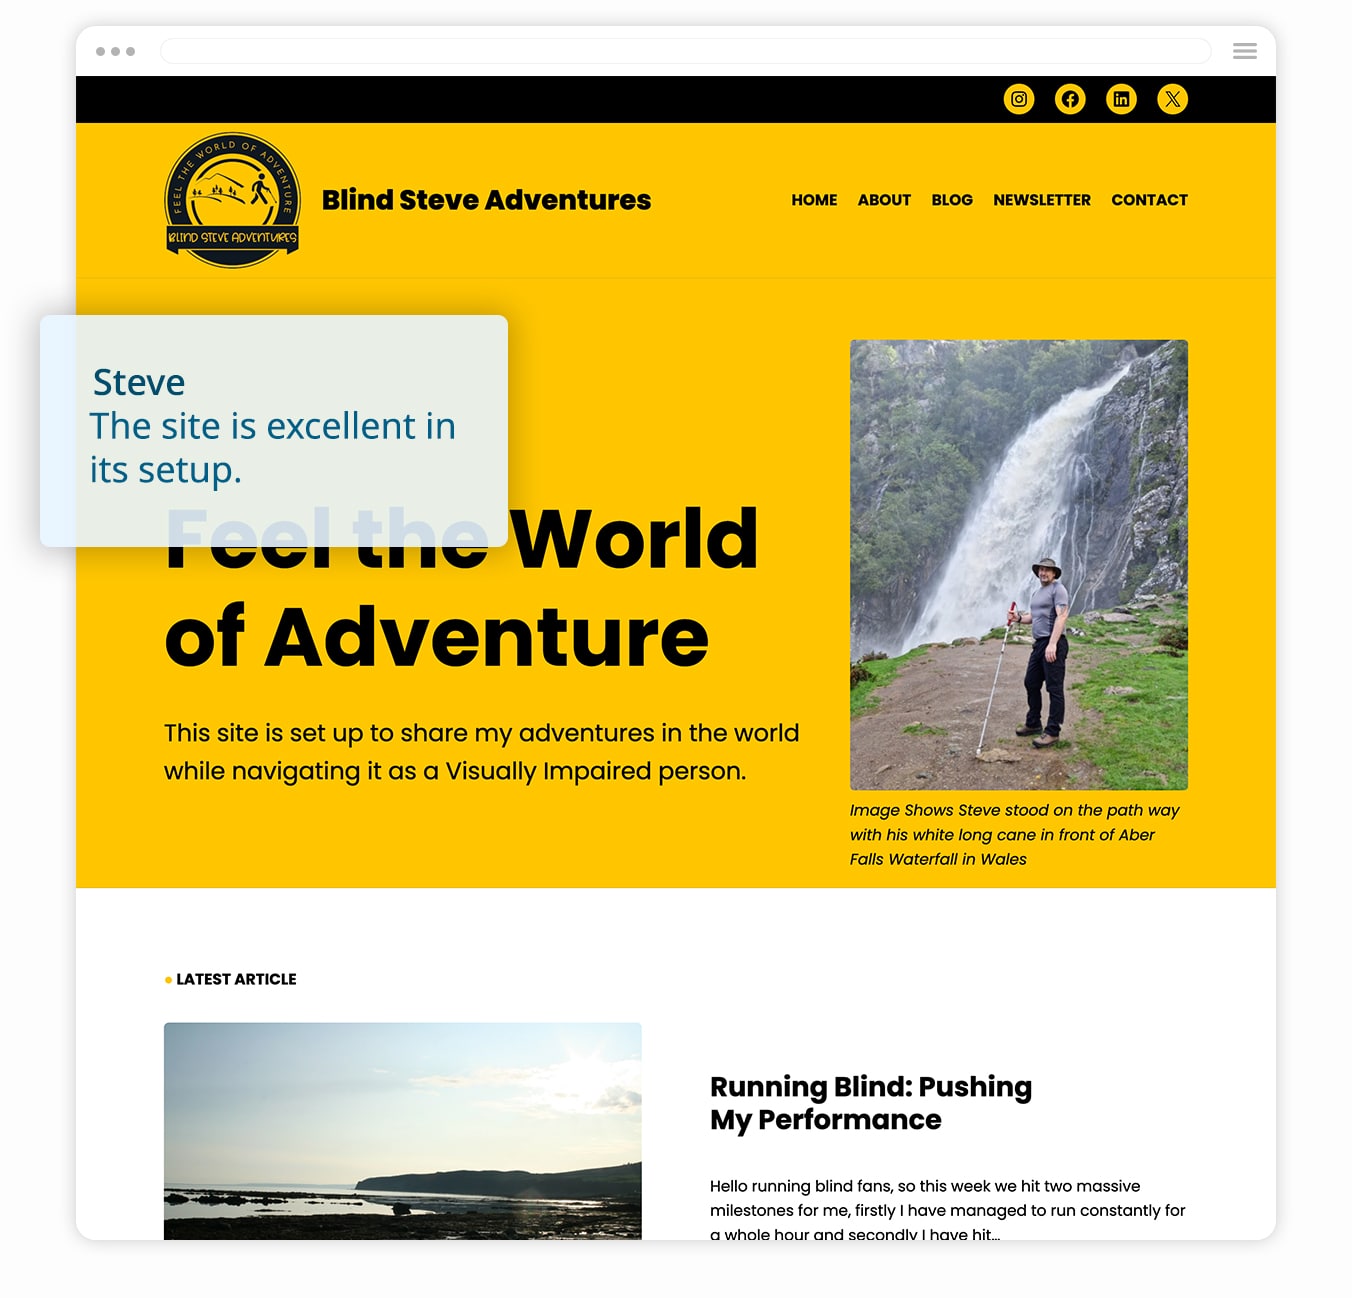 FEEL THE WORLD OF ADVENTURE
BLIND STEVE ADVENTURES
Blind Steve Adventures
HOME ABOUT BLOG NEWSLETTER CONTACT
Steve
The site is excellent in
its setup.
Feel the World
of Adventure
This site is set up to share my adventures in the world
while navigating it as a Visually Impaired person.
Image Shows Steve stood on the path way
with his white long cane in front of Aber
Falls Waterfall in Wales
LATEST ARTICLE
Running Blind: Pushing
My Performance
Hello running blind fans, so this week we hit two massive
milestones for me, firstly I have managed to run constantly for
a whole hour and secondly I have hit...